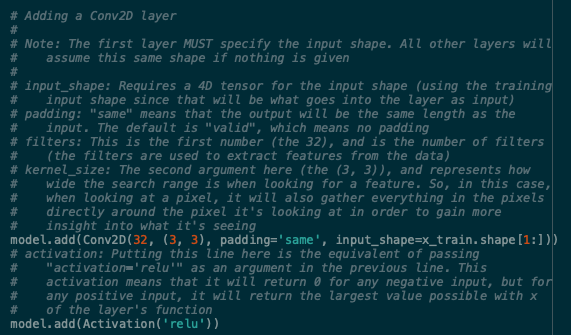 # Adding a Conv2D layer
#
# Note: The first layer MUST specify the input shape. All other layers will
#    assume this same shape if nothing is given
#
# input_shape: Requires a 4D tensor for the input shape (using the training
#    input shape since that will be what goes into the layer as input)
# padding: "same" means that the output will be the same length as the
#    input. The default is "valid", which means no padding
# filters: This is the first number (the 32), and is the number of filters
#    (the filters are used to extract features from the data)
# kernel_size: The second argument here (the (3, 3)), and represents how
#    wide the search range is when looking for a feature. So, in this case,
#    when looking at a pixel, it will also gather everything in the pixels
#    directly around the pixel it's looking at in order to gain more
#    insight into what it's seeing
model.add(Conv2D(32, (3, 3), padding='same', input_shape=x_train.shape[1:]))
# activation: Putting this line here is the equivalent of passing
#    "activation='relu'" as an argument in the previous line. This
#    activation means that it will return 0 for any negative input, but for
#    any positive input, it will return the largest value possible with x
#    of the layer's function
model.add(Activation('relu'))